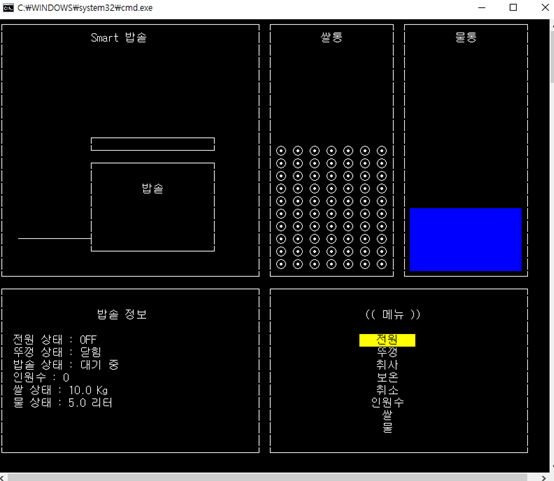 C:₩WINDOWS₩system32₩cmd.exe
Smart 밥솥
쌀통
물통
밥솥
밥솥 정보
전원 상태 : OFF
뚜껑 상태 : 닫힘
밥솥 상태 : 대기 중
인원수 : 0
쌀 상태 : 10.0 Kg
물 상태 : 5.0 리터
(( 메뉴 ))
전원
뚜껑
취사
보온
취소
인원수
쌀
물